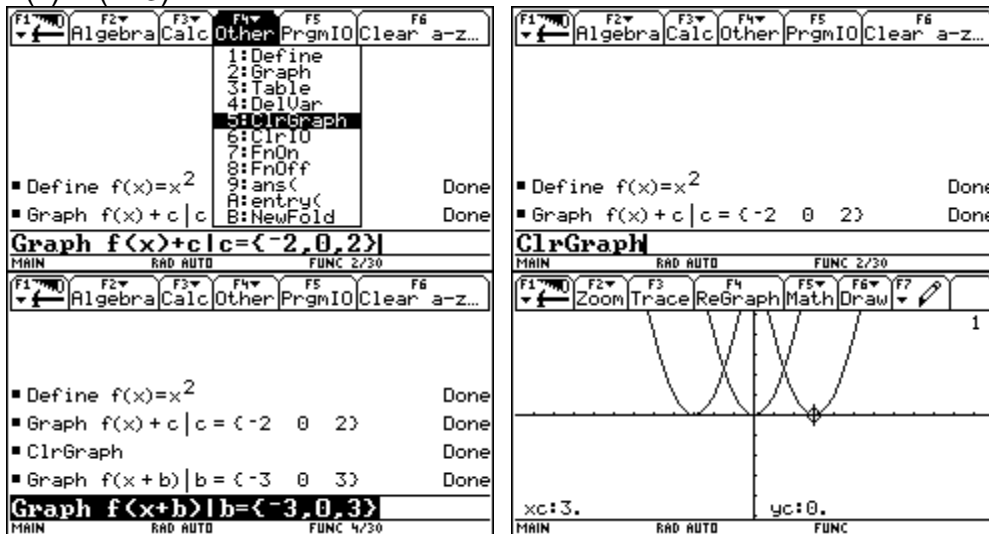 F1 F2 F3 F4 F5 F6
Algebra Calc Other PrgmIO Clear a-z…
1:Define
2:Graph
3:Table
4:DelVar
5:ClrGraph
6:ClrIO
7:FnOn
8:FnOff
9:ans(
A:entry(
B:NewFold
▪Define f(x)=x² Done
▪Graph f(x)+c|c Done
Graph f(x)+c|c={-2,0,2}
MAIN RAD AUTO FUNC 2/30
F1 F2 F3 F4 F5 F6
Algebra Calc Other PrgmIO Clear a-z…
▪Define f(x)=x² Done
▪Graph f(x)+c|c={-2 0 2} Done
ClrGraph
MAIN RAD AUTO FUNC 2/30
F1 F2 F3 F4 F5 F6
Algebra Calc Other PrgmIO Clear a-z…
▪Define f(x)=x² Done
▪Graph f(x)+c|c={-2 0 2} Done
▪ClrGraph Done
▪Graph f(x+b)|b={-3 0 3} Done
Graph f(x+b)|b={-3,0,3}
MAIN RAD AUTO FUNC 4/30
F1 F2 F3 F4 F5 F6 F7
Zoom Trace ReGraph Math Draw
1
xc:3. yc:0.
MAIN RAD AUTO FUNC